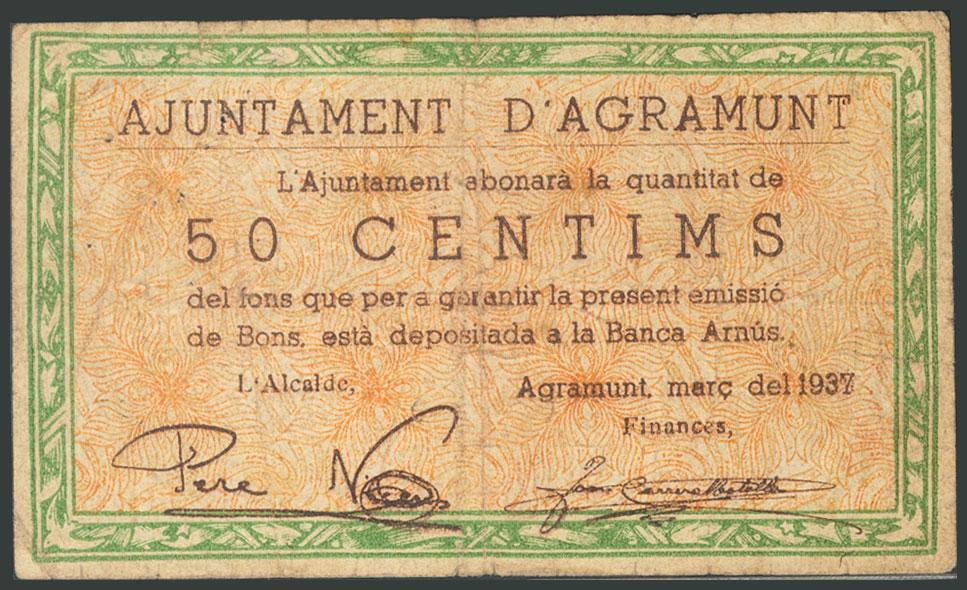 AJUNTAMENT D'AGRAMUNT
L'Ajuntament abonarà la quantitat de
50 CENTIMS
del fons que per a garantir la present emissió
de Bons, està depositada a la Banca Arnús.
L'Alcalde,
Agramunt, març del 1937
Finances,
Pere